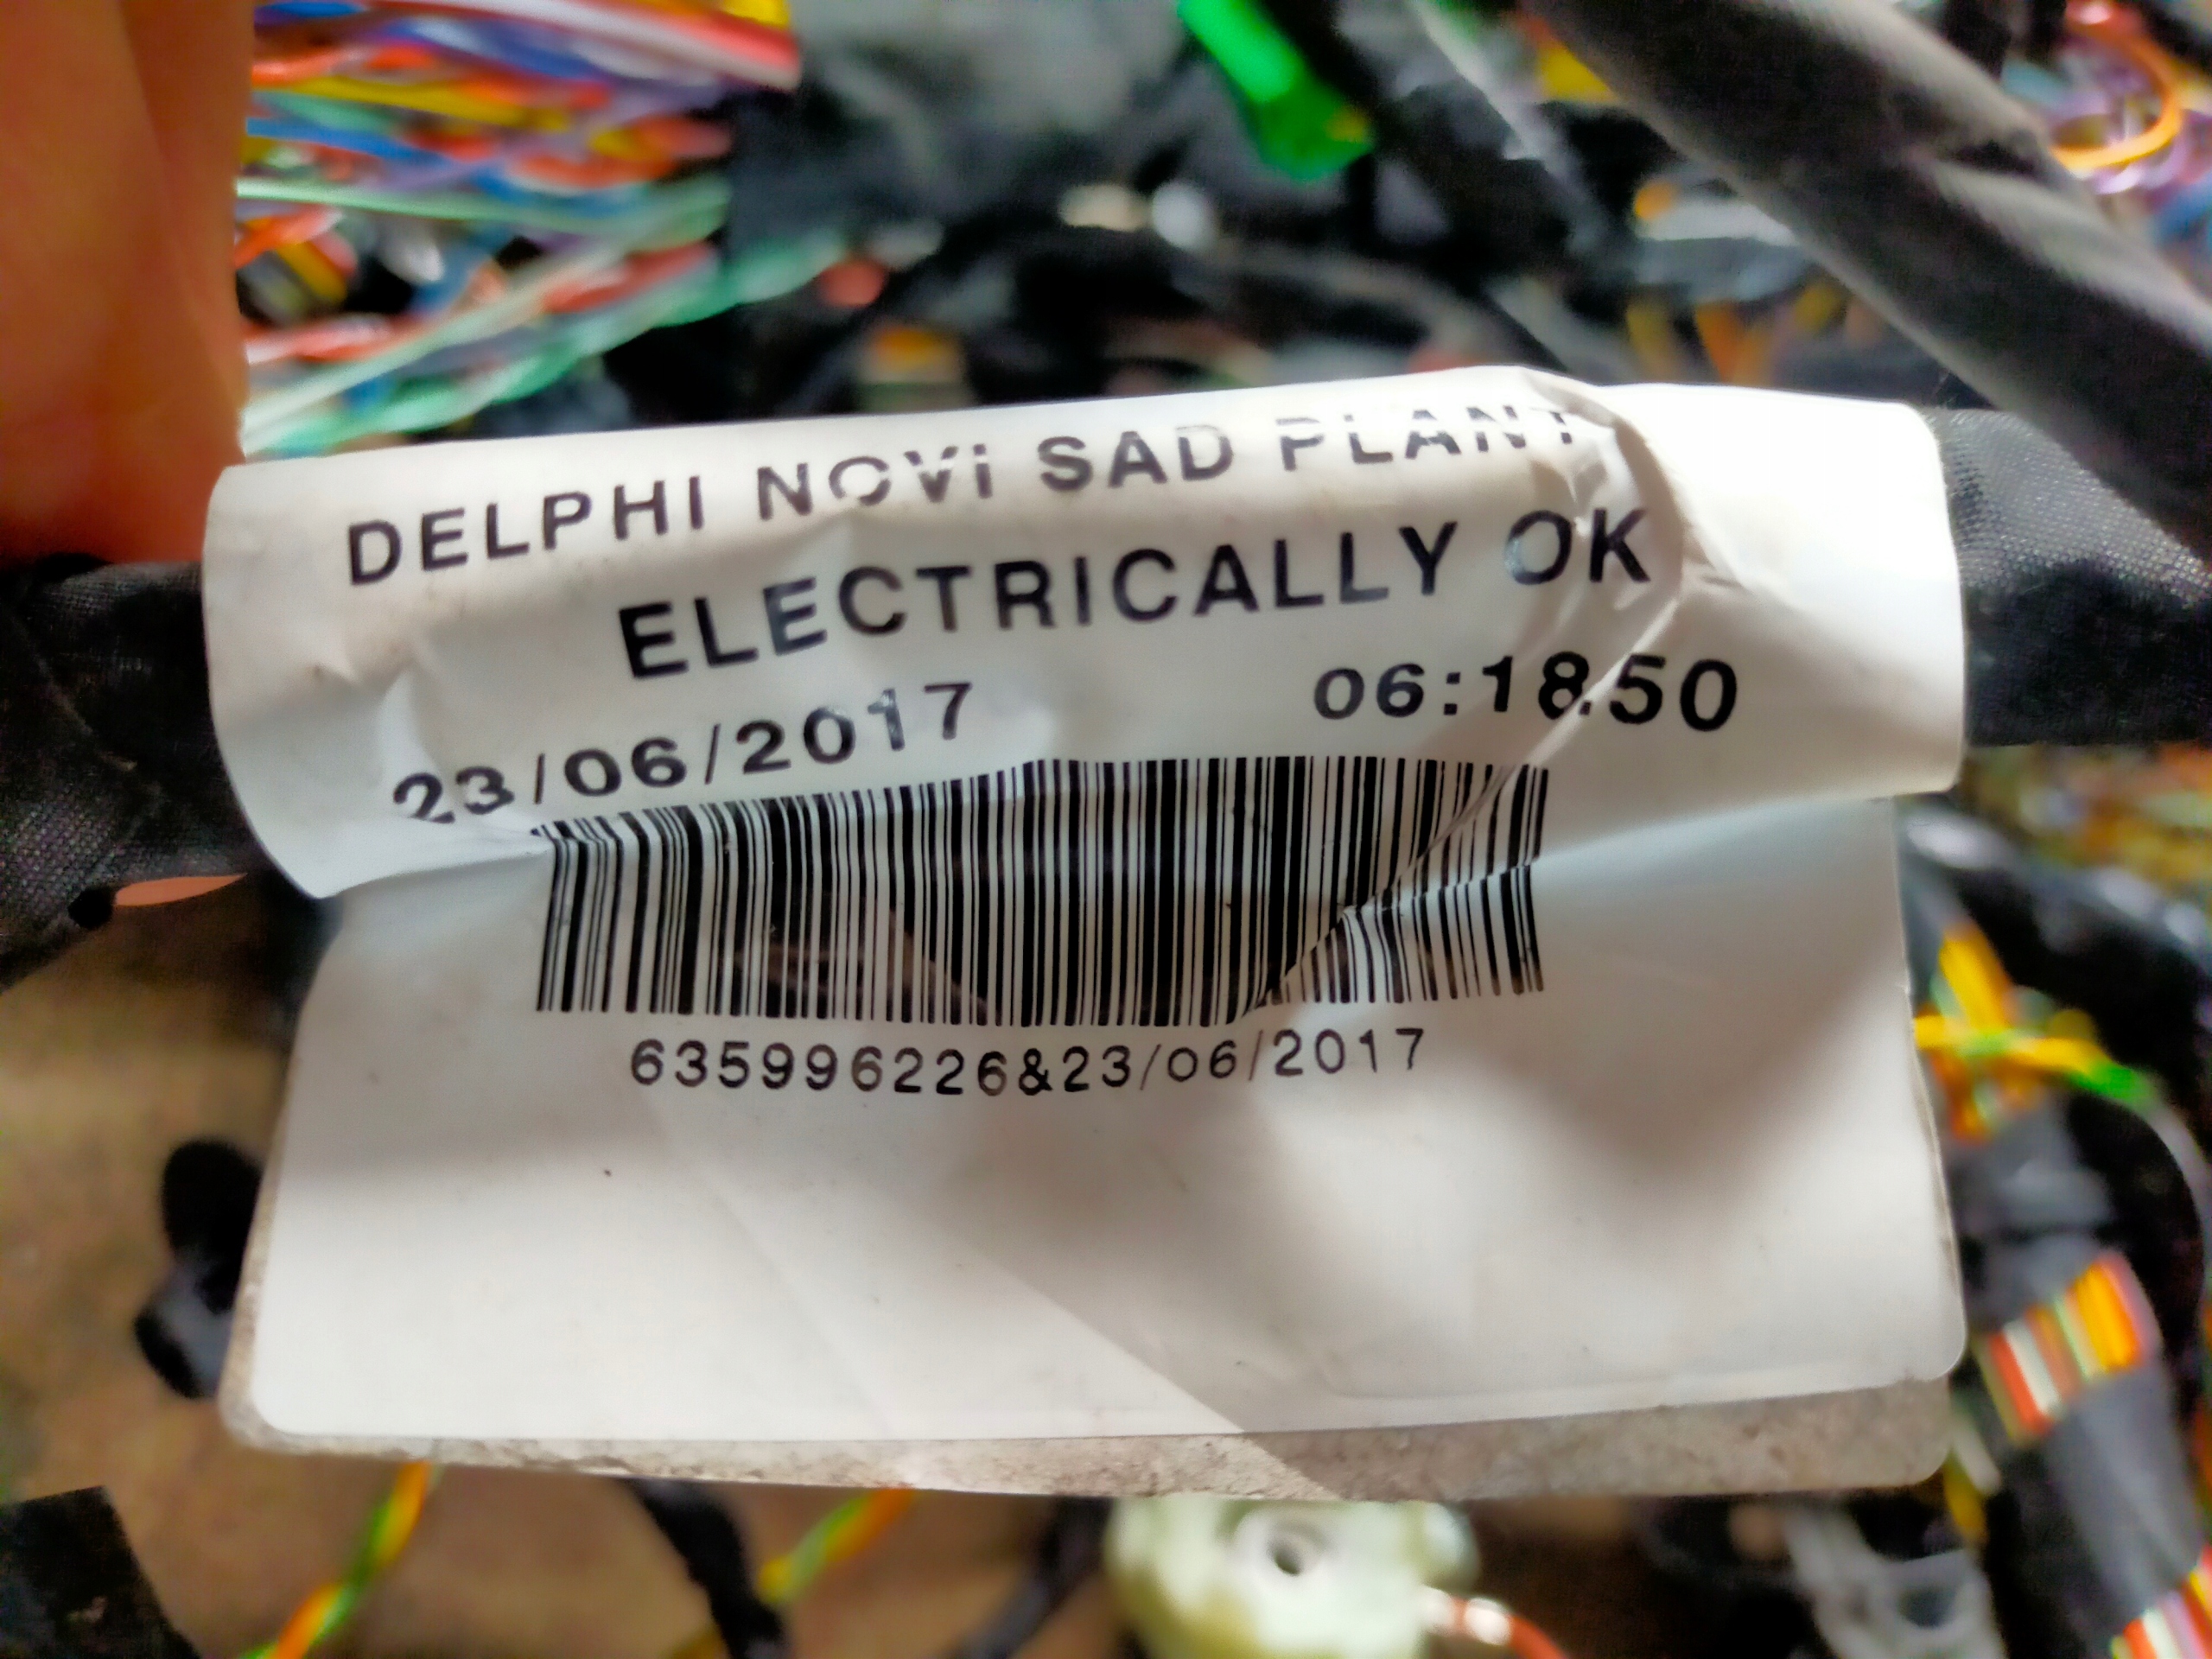 DELPHI NOVi SAD PLANT
ELECTRICALLY OK
23/06/2017 06:18:50
635996226&23/06/2017